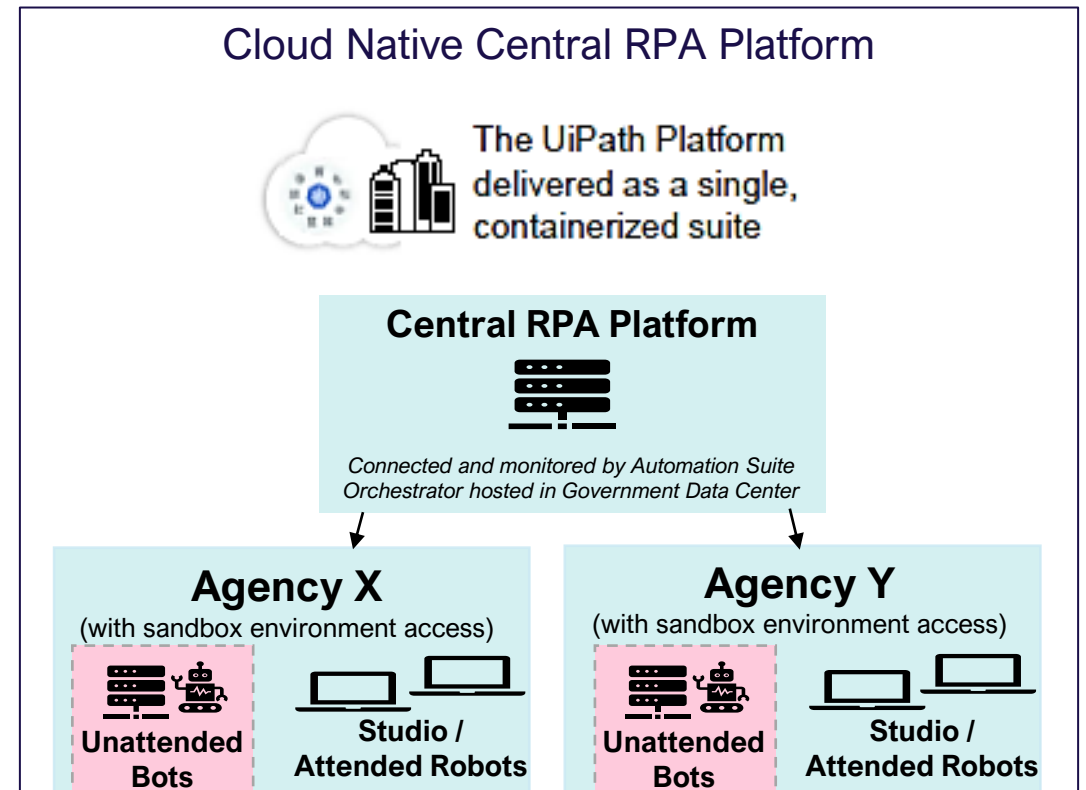 Cloud Native Central RPA Platform
The UiPath Platform
delivered as a single,
containerized suite
Central RPA Platform
Connected and monitored by Automation Suite
Orchestrator hosted in Government Data Center
Agency X
(with sandbox environment access)
Unattended
Bots
Studio /
Attended Robots
Agency Y
(with sandbox environment access)
Unattended
Bots
Studio /
Attended Robots